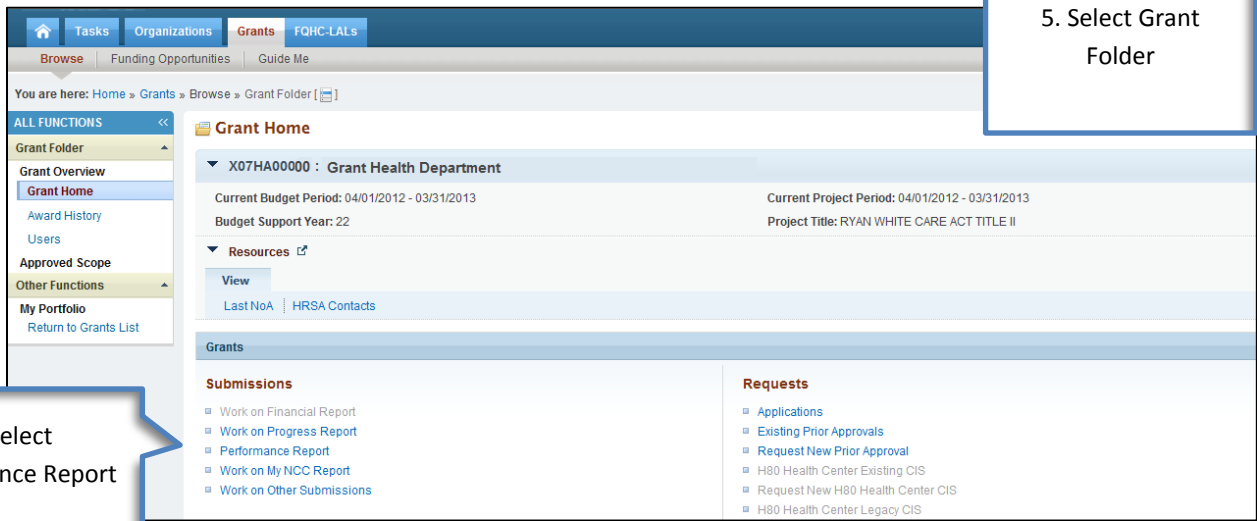 5. Select Grant
Folder
Tasks Organizations Grants FQHC-LALs
Browse Funding Opportunities Guide Me
You are here: Home » Grants » Browse » Grant Folder [ ]
ALL FUNCTIONS <<
Grant Folder
Grant Overview
Grant Home
Award History
Users
Approved Scope
Other Functions
My Portfolio
Return to Grants List
Grant Home
X07HA00000 : Grant Health Department
Current Budget Period: 04/01/2012 - 03/31/2013 Current Project Period: 04/01/2012 - 03/31/2013
Budget Support Year: 22 Project Title: RYAN WHITE CARE ACT TITLE II
Resources
View
Last NoA HRSA Contacts
Grants
Submissions
Work on Financial Report
Work on Progress Report
Performance Report
Work on My NCC Report
Work on Other Submissions
Requests
Applications
Existing Prior Approvals
Request New Prior Approval
H80 Health Center Existing CIS
Request New H80 Health Center CIS
H80 Health Center Legacy CIS
elect
nce Report